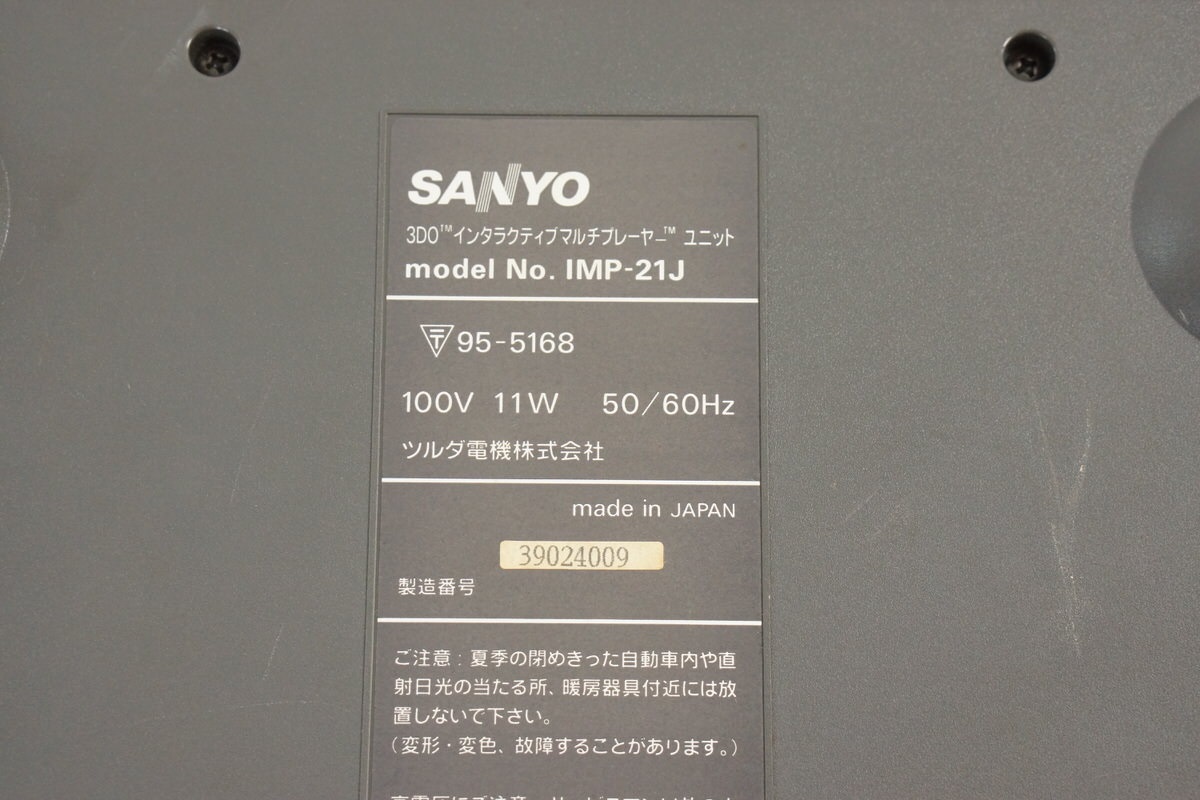 SANYO
3DO™インタラクティブマルチプレーヤー™ ユニット
model No. IMP-21J
〒95-5168
100V 11W 50/60Hz
ツルダ電機株式会社
made in JAPAN
39024009
製造番号
ご注意：夏季の閉めきった自動車内や直
射日光の当たる所、暖房器具付近には放
置しないで下さい。
（変形・変色、故障することがあります。）